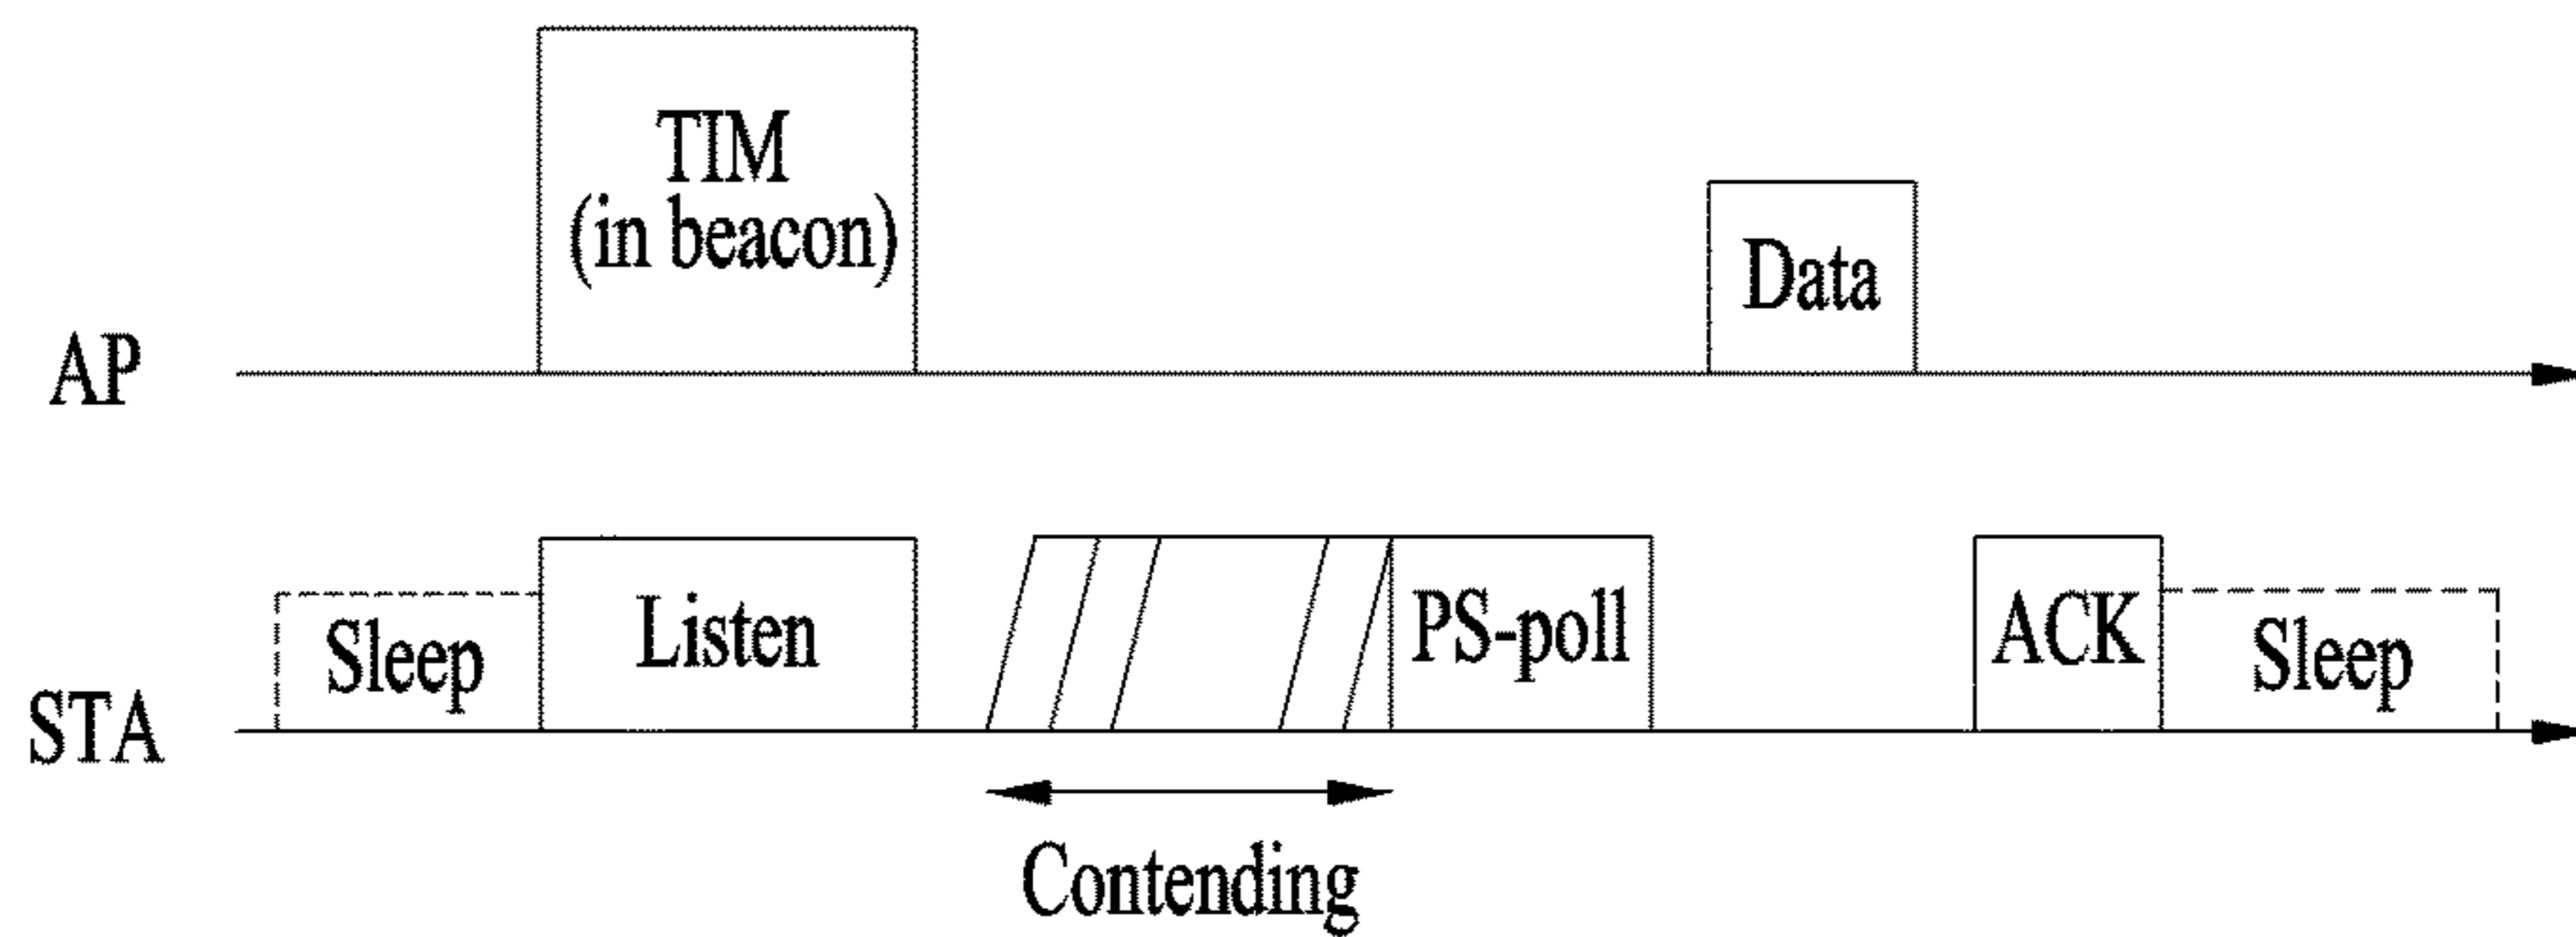 TIM
(in beacon)
Data
AP
Sleep
Listen
PS-poll
ACK
Sleep
STA
Contending